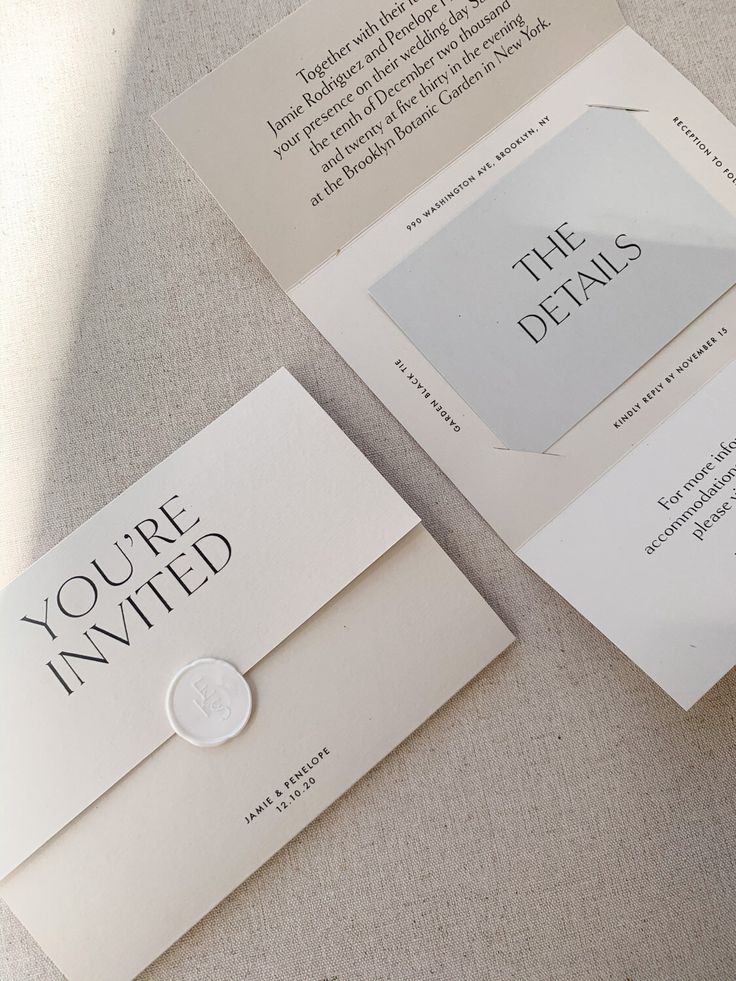 Together with their
Jamie Rodriguez and Penelope
your presence on their wedding day
the tenth of December two thousand
and twenty at five thirty in the evening
at the Brooklyn Botanic Garden in New York.
990 WASHINGTON AVE, BROOKLYN, NY
RECEPTION TO
THE
DETAILS
GARDEN BLACK TIE
KINDLY REPLY BY NOVEMBER 15
For more
accommodation
please
YOU'RE
INVITED
JAMIE & PENELOPE
12.10.20